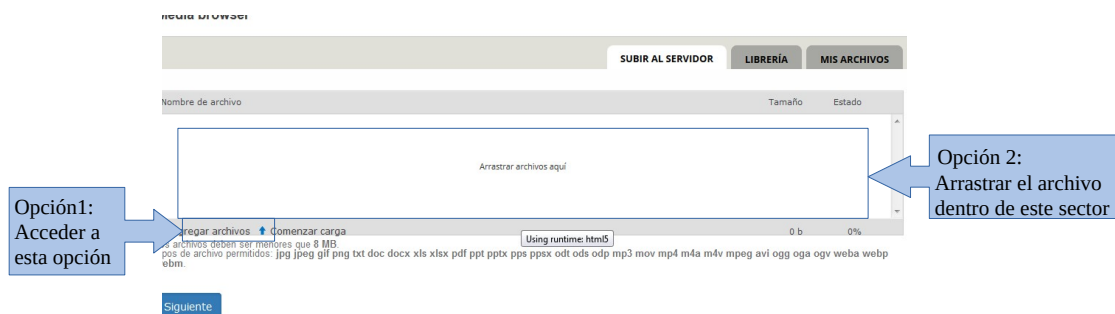 Media browser
SUBIR AL SERVIDOR LIBRERÍA MIS ARCHIVOS
Nombre de archivo Tamaño Estado
Arrastrar archivos aquí
Opción 2:
Arrastrar el archivo
dentro de este sector
Opción1:
Acceder a
esta opción
regar archivos Comenzar carga 0 b 0%
Using runtime: html5
s archivos deben ser menores que 8 MB.
pos de archivo permitidos: jpg jpeg gif png txt doc docx xls xlsx pdf ppt pptx pps ppsx odt ods odp mp3 mov mp4 m4a m4v mpeg avi ogg oga ogv weba webp
ebm.
Siguiente